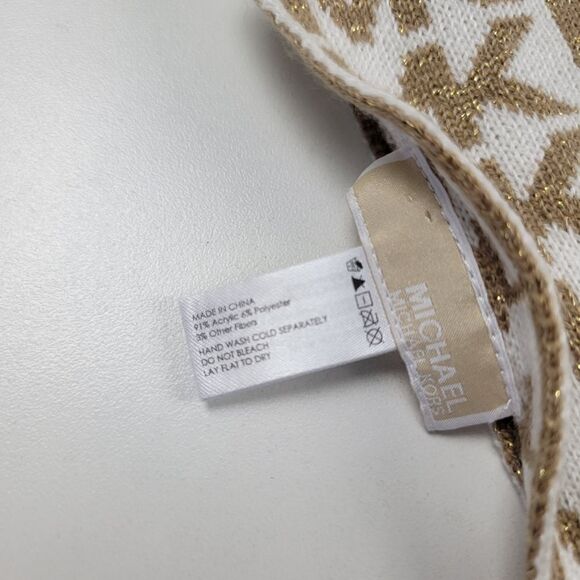 MADE IN CHINA
91% Acrylic 6% Polyester
3% Other Fibers
HAND WASH COLD SEPARATELY
DO NOT BLEACH
LAY FLAT TO DRY
MICHAEL
MICHAEL KORS
K